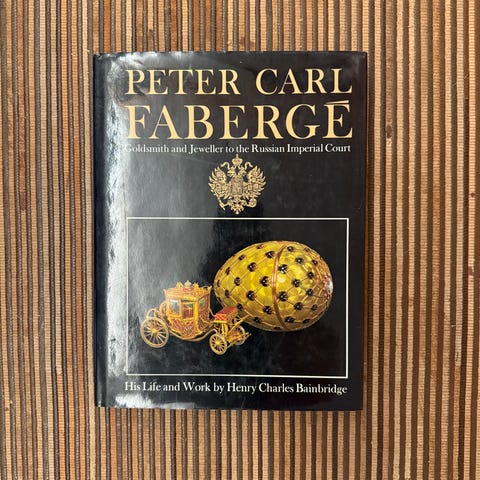 PETER CARL
FABERGÉ
Goldsmith and Jeweller to the Russian Imperial Court
His Life and Work by Henry Charles Bainbridge